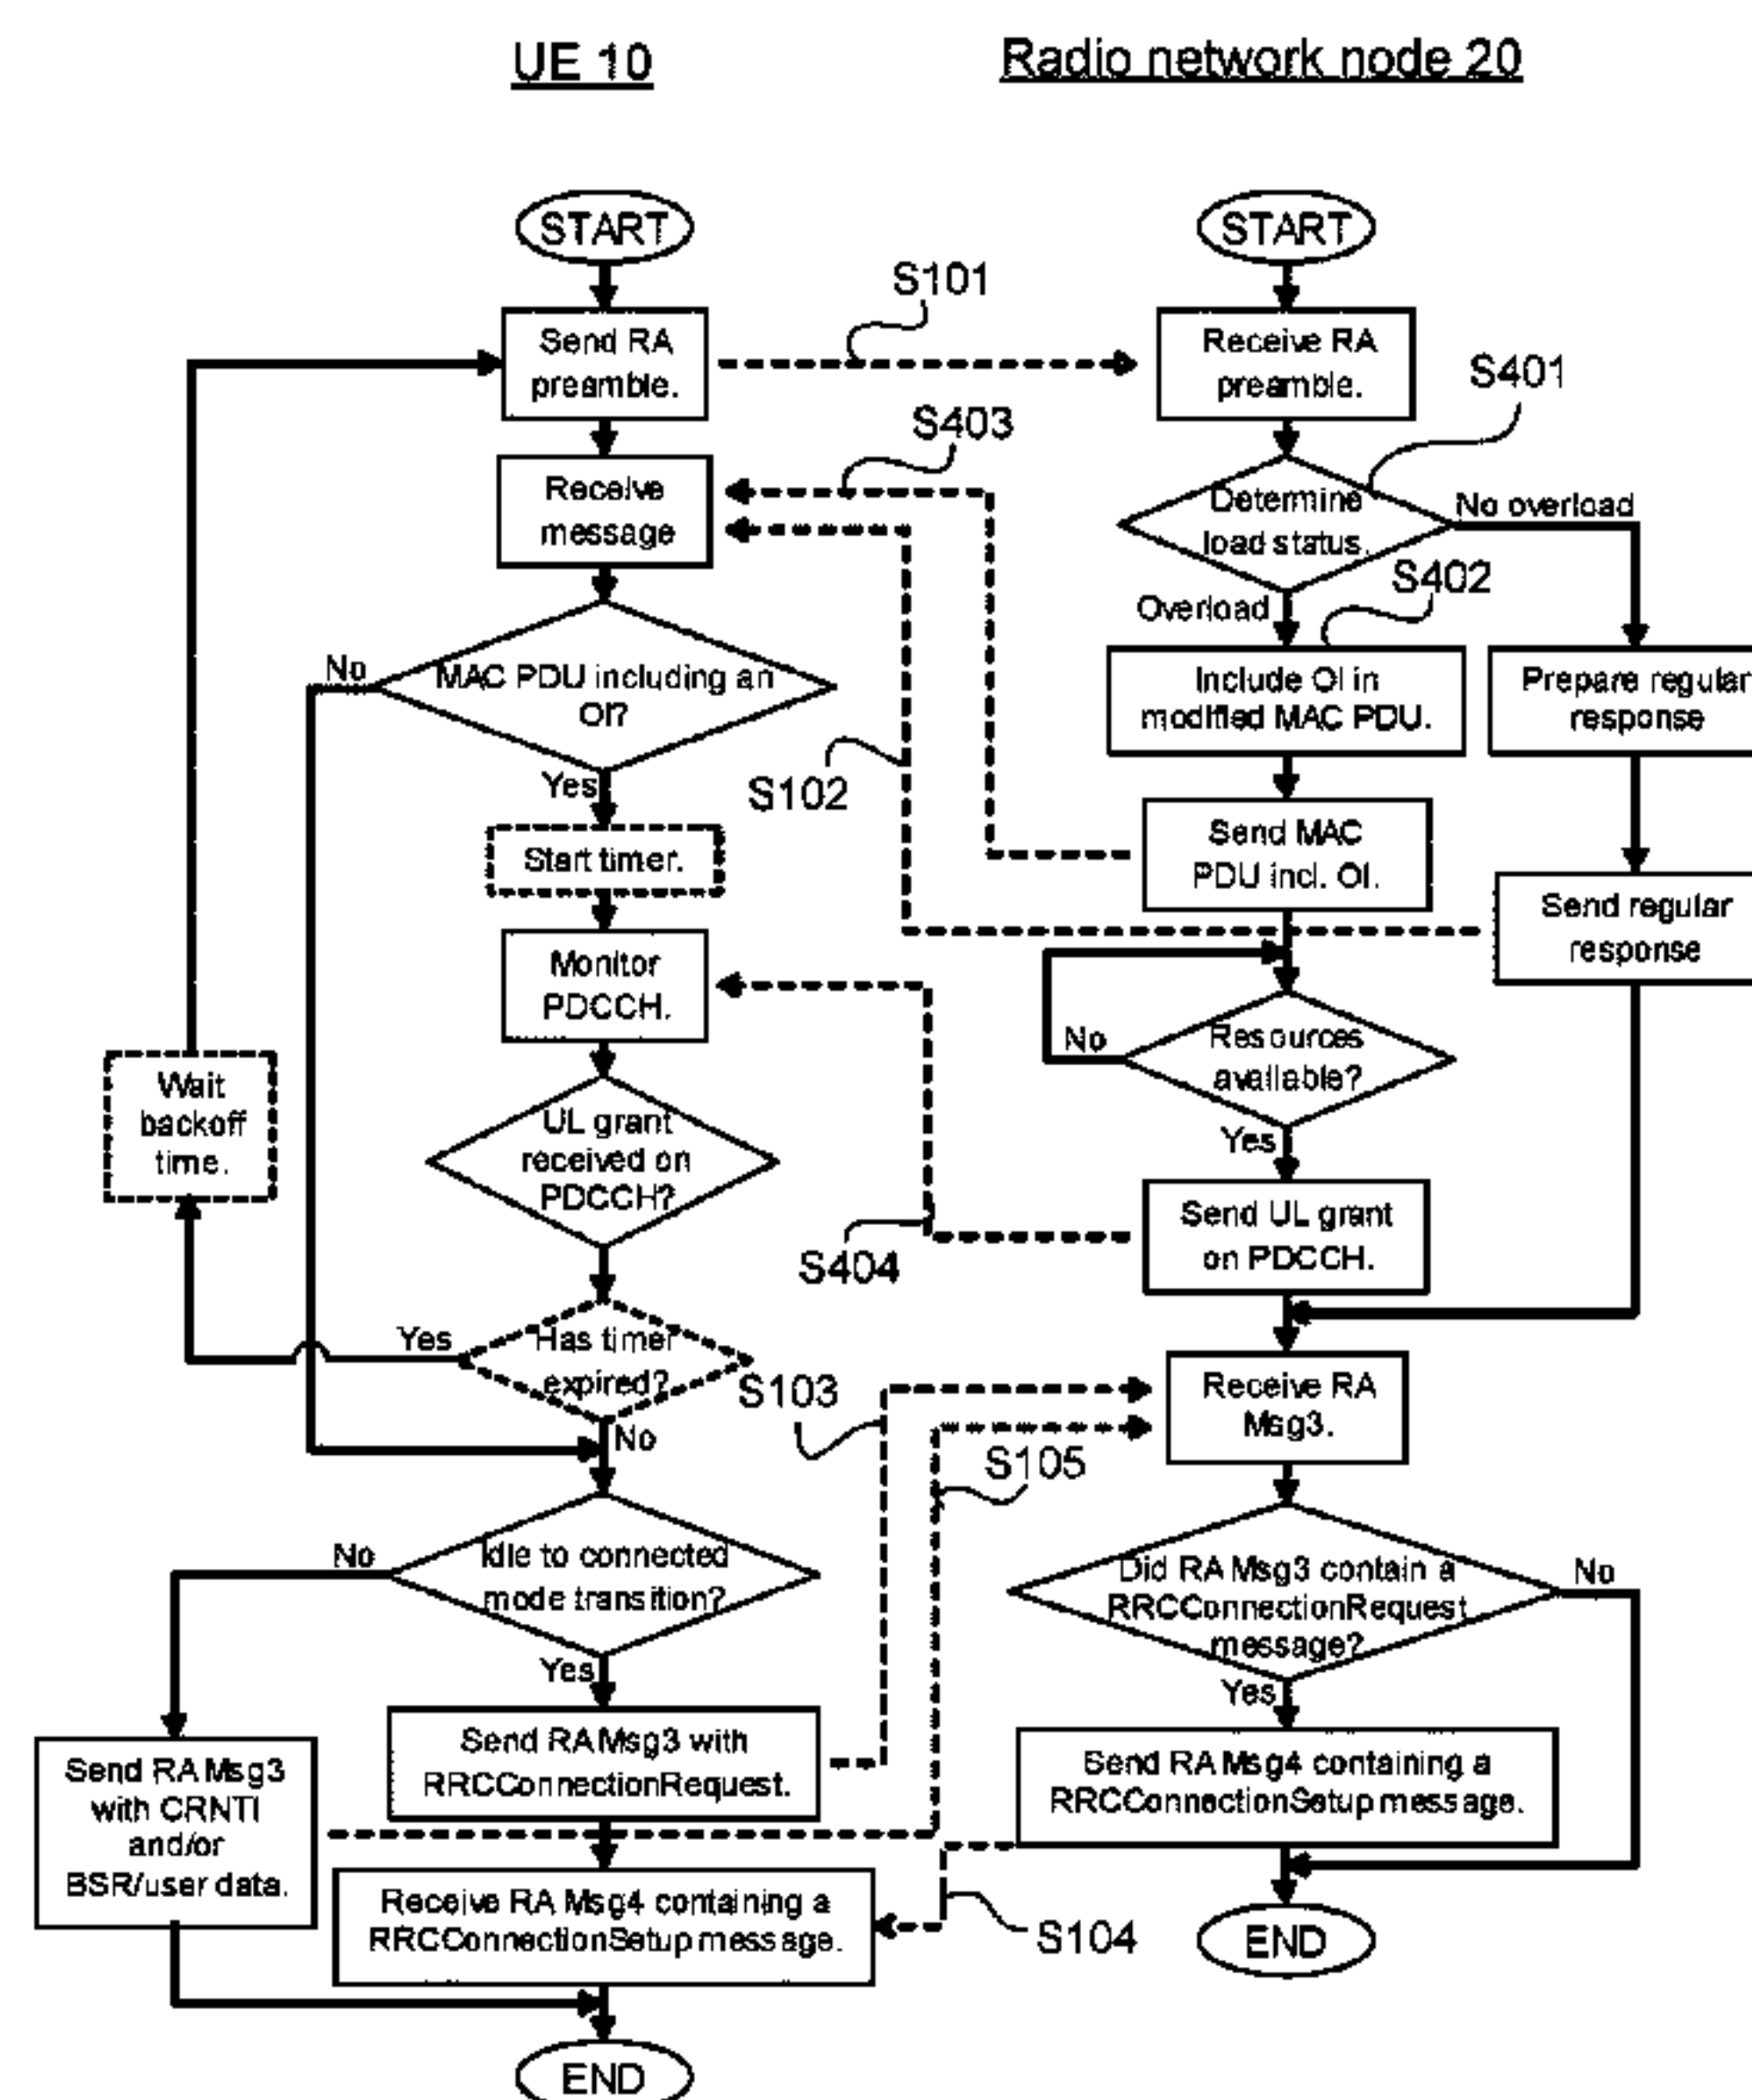 UE 10
Radio network node 20
START
START
S101
Send RA
preamble.
Receive RA
preamble.
S401
S403
Receive
message
Determine
load status.
No overload
S402
Overload
No
MAC PDU including an
OI?
Include OI in
modified MAC PDU.
Prepare regular
response
Yes
S102
Start timer.
Send MAC
PDU incl. OI.
Send regular
response
Monitor
PDCCH.
No
Resources
available?
Wait
backoff
time.
UL grant
received on
PDCCH?
Yes
Send UL grant
on PDCCH.
S404
Yes
Has timer
expired?
S103
Receive RA
Msg3.
No
S105
No
Idle to connected
mode transition?
Did RA Msg3 contain a
RRCConnectionRequest
message?
No
Yes
Yes
Send RA Msg3
with CRNTI
and/or
BSR/user data.
Send RA Msg3 with
RRCConnectionRequest.
Send RA Msg4 containing a
RRCConnectionSetup message.
Receive RA Msg4 containing a
RRCConnectionSetup message.
S104
END
END